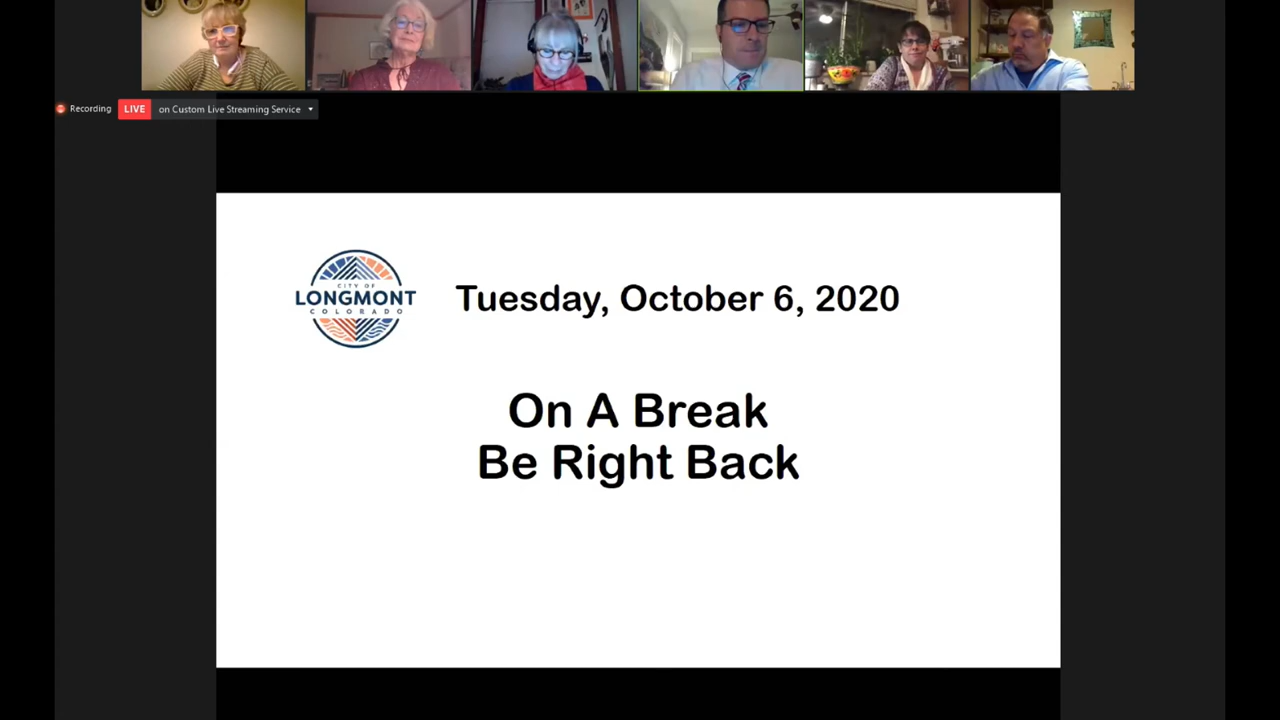 Recording
LIVE
on Custom Live Streaming Service
CITY OF
LONGMONT
COLORADO
Tuesday, October 6, 2020
On A Break
Be Right Back